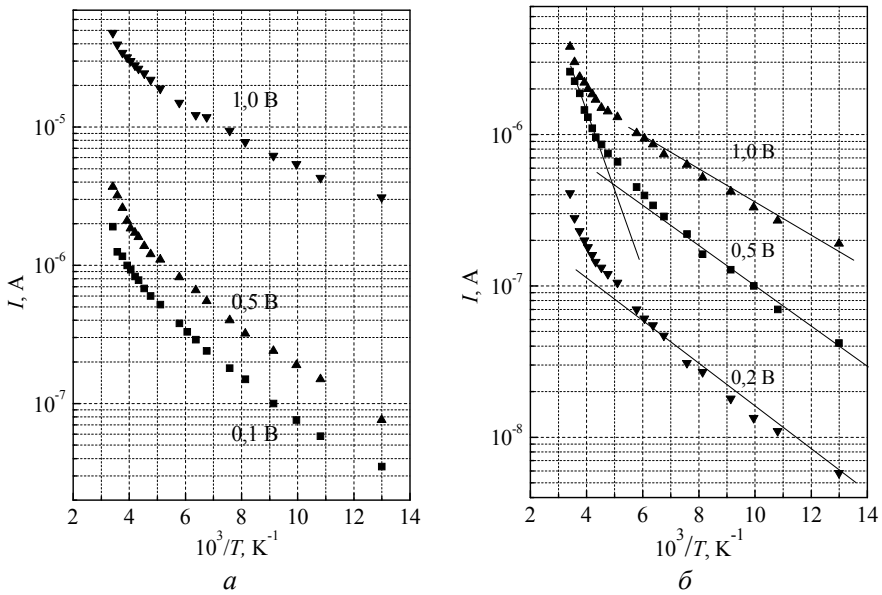 1,0 В
10⁻⁵
I, А
10⁻⁶
0,5 В
10⁻⁷
0,1 В
2 4 6 8 10 12 14
10³/T, К⁻¹
а
10⁻⁶
1,0 В
I, А
0,5 В
10⁻⁷
0,2 В
10⁻⁸
2 4 6 8 10 12 14
10³/T, К⁻¹
б